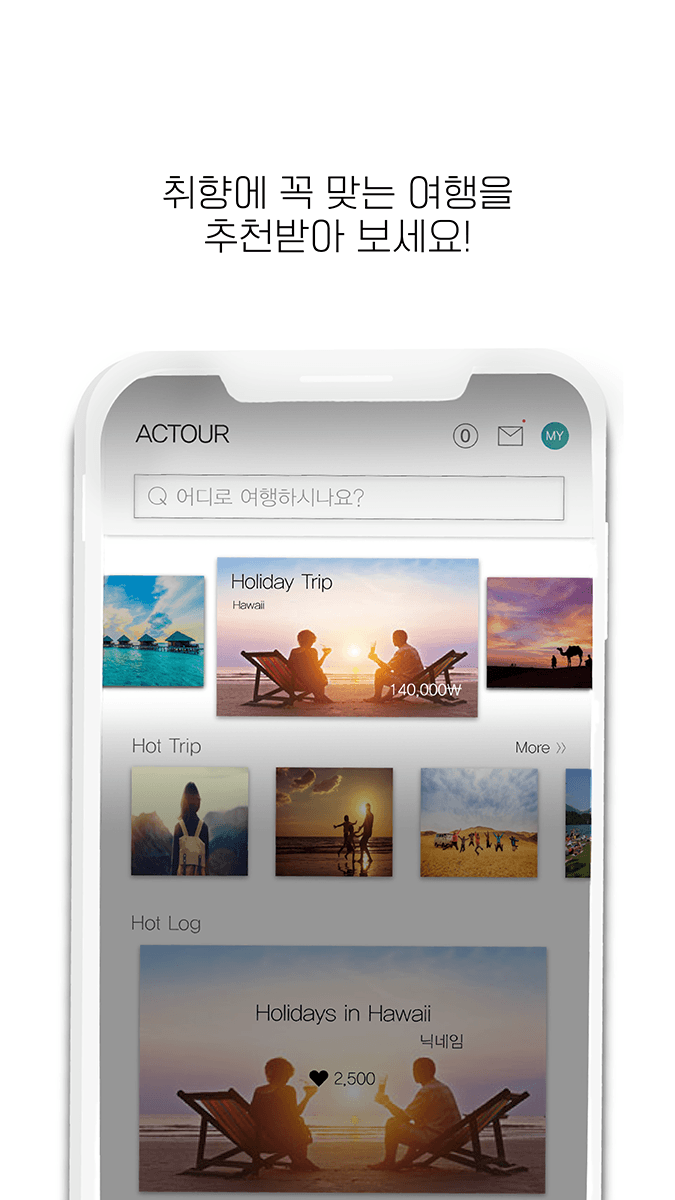 취향에 꼭 맞는 여행을
추천받아 보세요!
ACTOUR
0
MY
어디로 여행하시나요?
Holiday Trip
Hawaii
140,000₩
Hot Trip
More
Hot Log
Holidays in Hawaii
닉네임
2,500